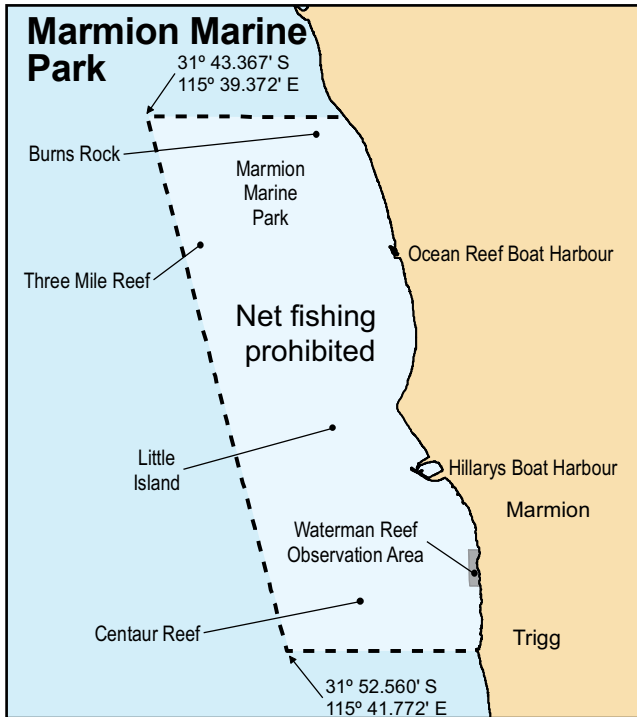 Marmion Marine
Park
31º 43.367' S
115º 39.372' E
Burns Rock
Marmion
Marine
Park
Ocean Reef Boat Harbour
Three Mile Reef
Net fishing
prohibited
Little
Island
Hillarys Boat Harbour
Marmion
Waterman Reef
Observation Area
Centaur Reef
Trigg
31º 52.560' S
115º 41.772' E